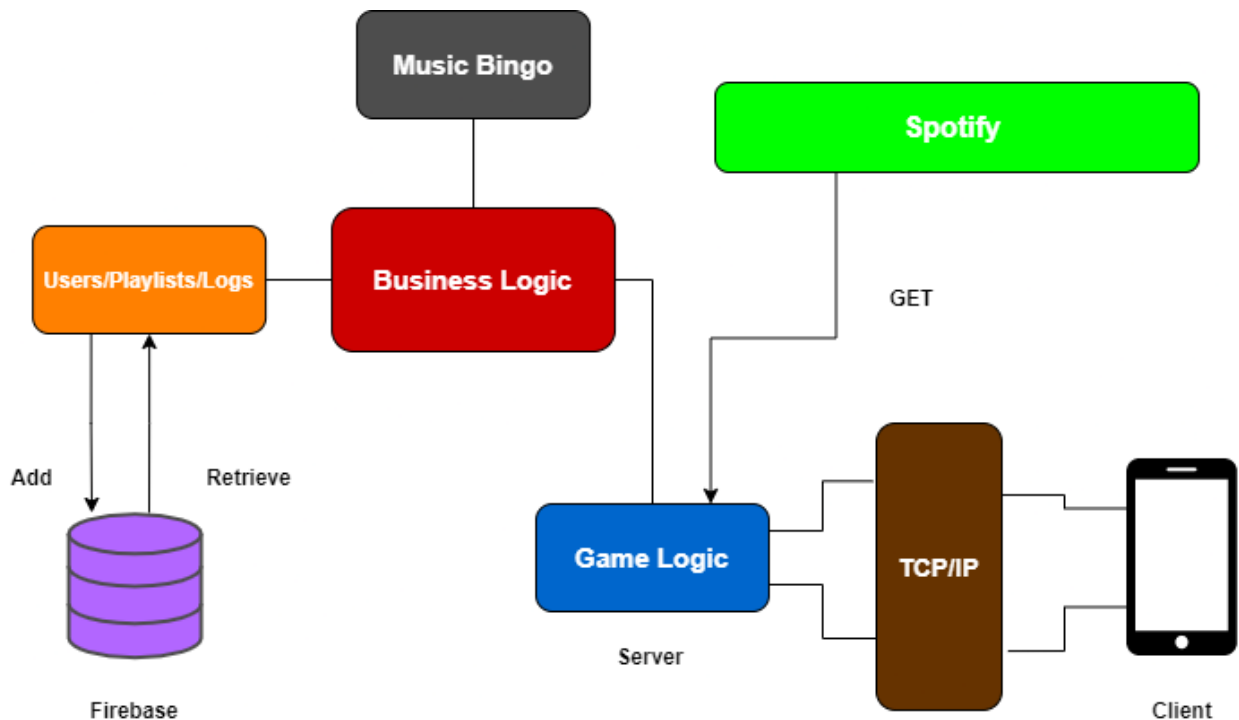 Music Bingo
Spotify
Users/Playlists/Logs
Business Logic
GET
Add
Retrieve
Game Logic
TCP/IP
Server
Firebase
Client